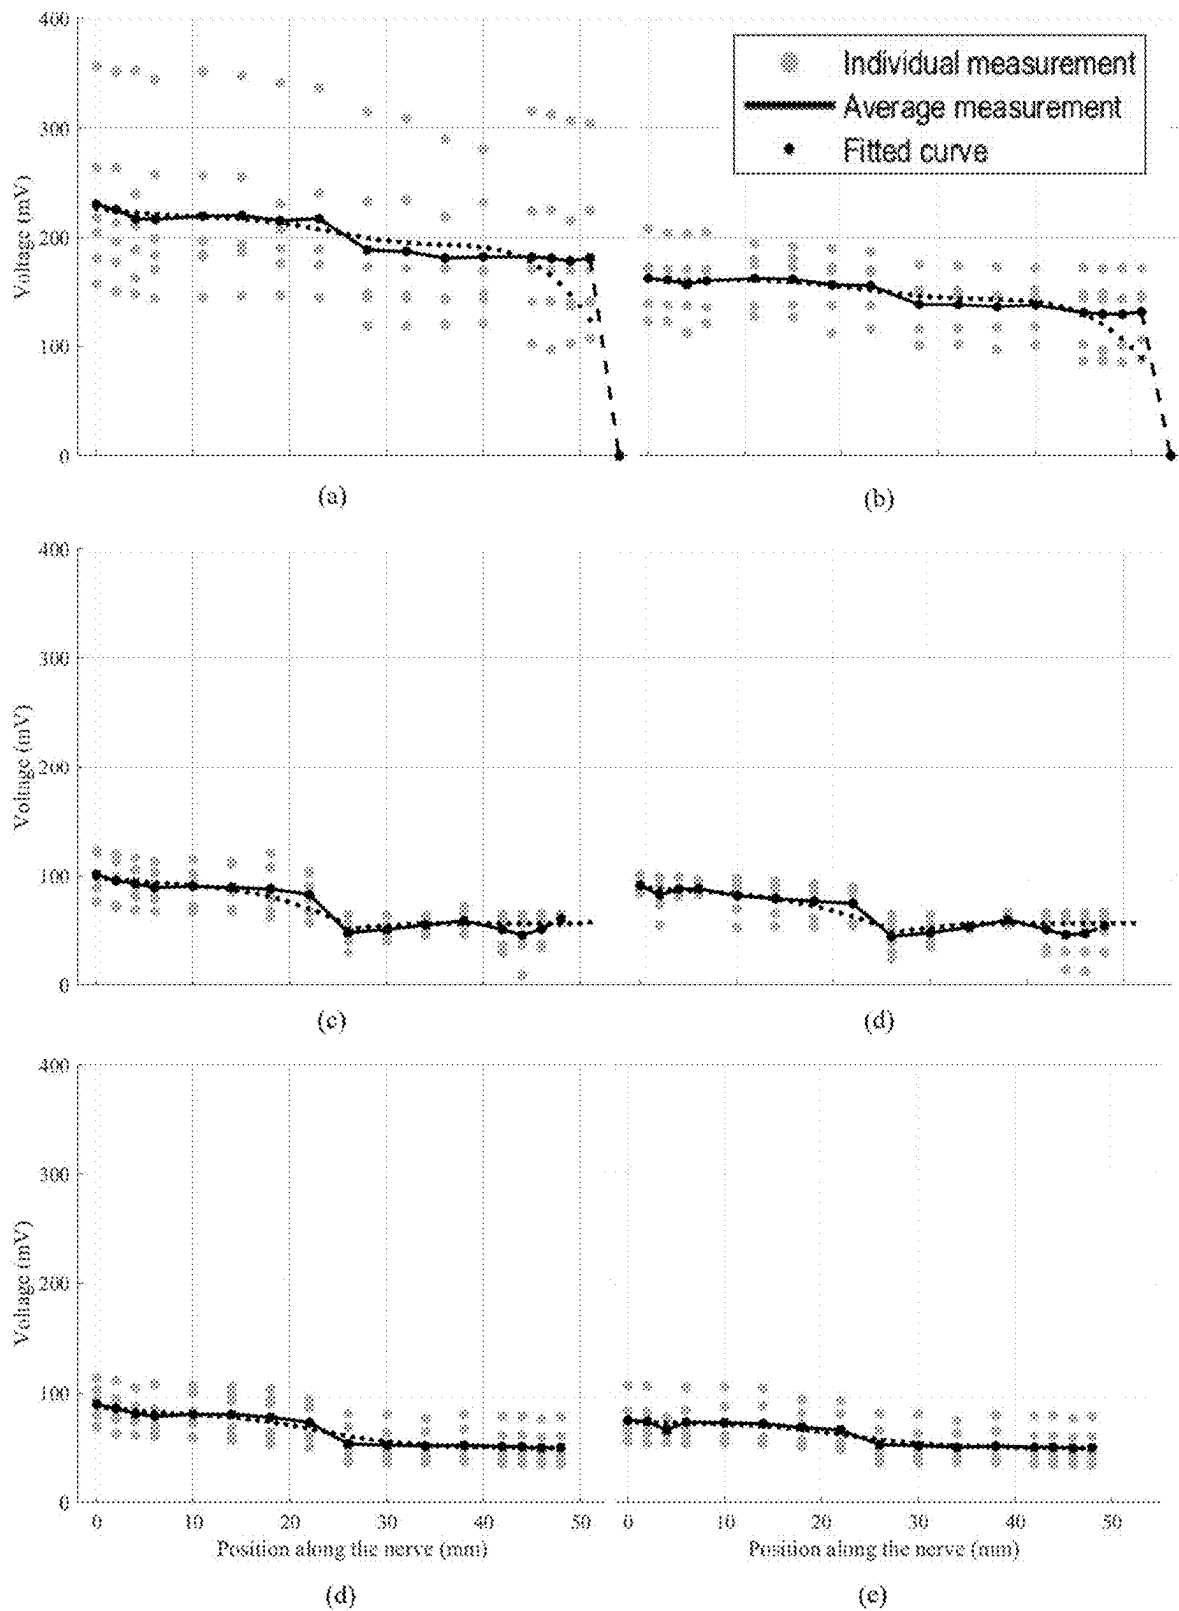 400
300
200
100
0
Voltage (mV)
Individual measurement
Average measurement
Fitted curve
(a)
(b)
400
300
200
100
0
Voltage (mV)
(c)
(d)
400
300
200
100
0
Voltage (mV)
0 10 20 30 40 50
0 10 20 30 40 50
Position along the nerve (mm)
Position along the nerve (mm)
(d)
(e)